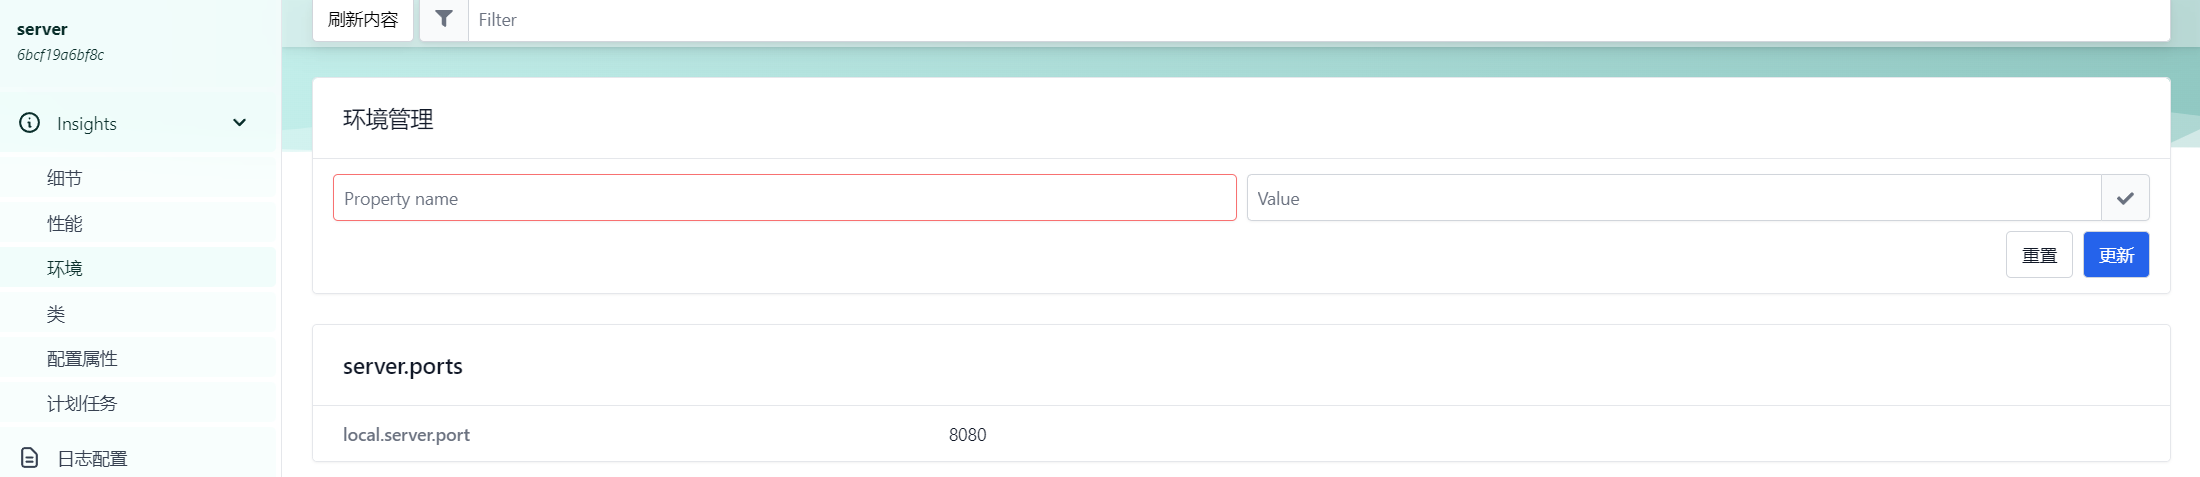 server
6bcf19a6bf8c
Insights
细节
性能
环境
类
配置属性
计划任务
日志配置
刷新内容
Filter
环境管理
Property name
Value
重置
更新
server.ports
local.server.port 8080